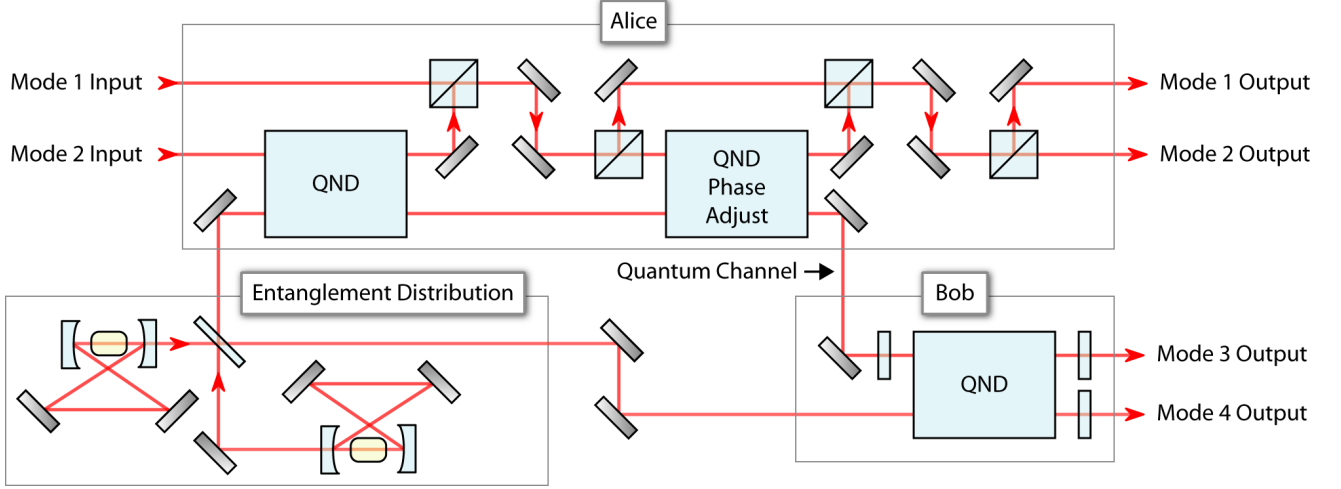 Alice
Mode 1 Input
Mode 1 Output
Mode 2 Input
Mode 2 Output
QND
QND
Phase
Adjust
Quantum Channel
Entanglement Distribution
Bob
QND
Mode 3 Output
Mode 4 Output